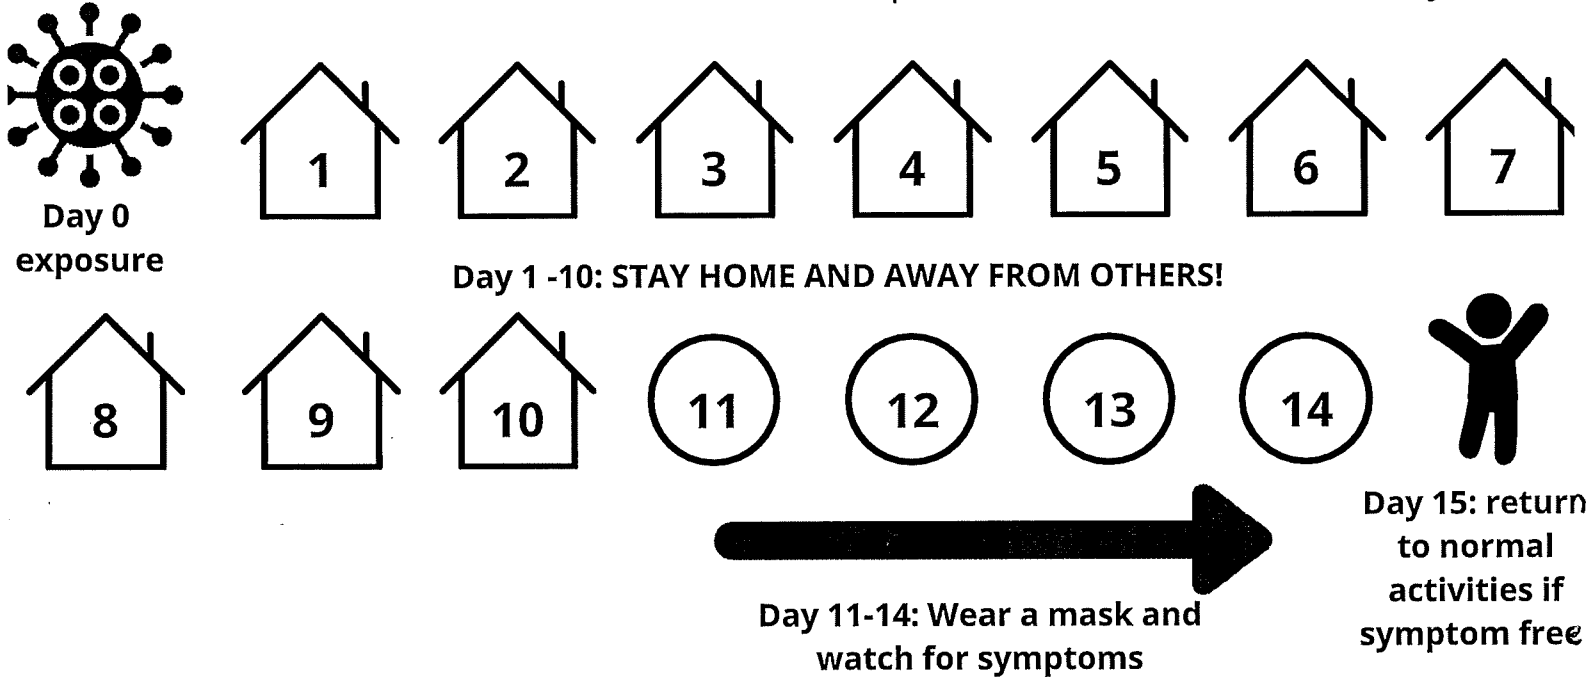 1
2
3
4
5
6
7
Day 0
exposure
Day 1 -10: STAY HOME AND AWAY FROM OTHERS!
8
9
10
11
12
13
14
Day 15: return
to normal
activities if
symptom free
Day 11-14: Wear a mask and
watch for symptoms